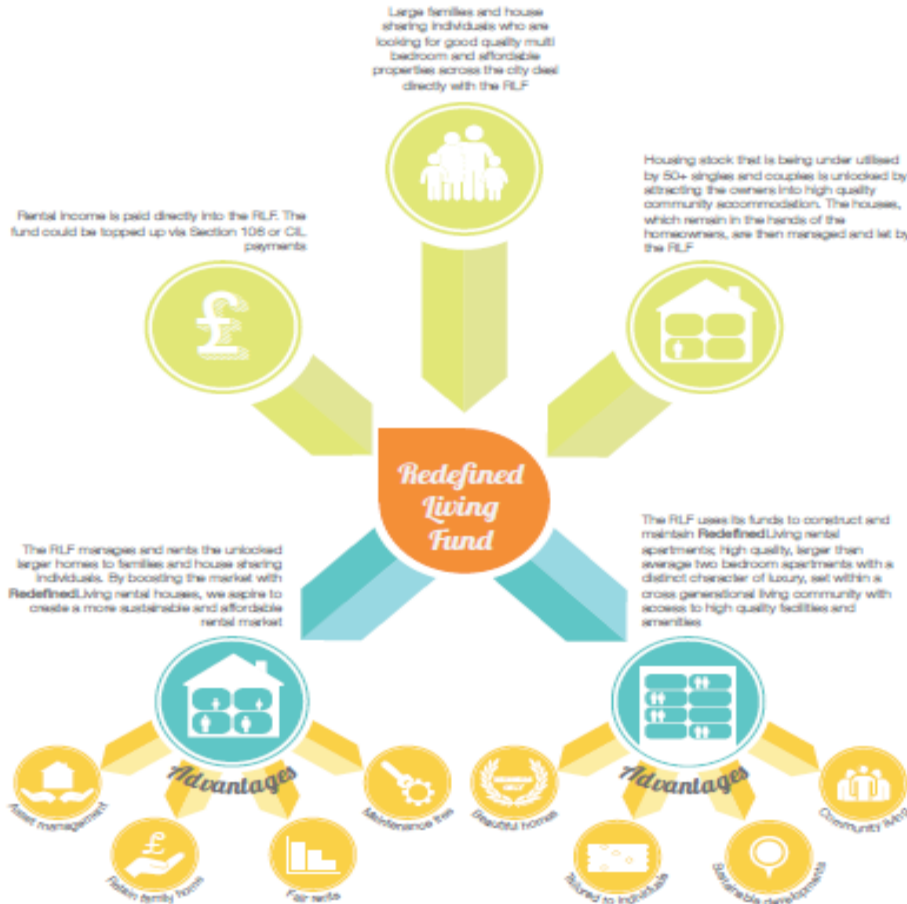 Large families and house
sharing individuals who are
looking for good quality multi
bedroom and affordable
properties across the city deal
directly with the RLF
Housing stock that is being under utilised
by 50+ singles and couples is unlocked by
attracting the owners into high quality
community accommodation. The houses,
which remain in the hands of the
homeowners, are then managed and let by
the RLF
Rental income is paid directly into the RLF. The
fund could be topped up via Section 106 or CIL
payments
£
Redefined
Living
Fund
The RLF manages and rents the unlocked
larger homes to families and house sharing
individuals. By boosting the market with
RedefinedLiving rental houses, we aspire to
create a more sustainable and affordable
rental market
The RLF uses its funds to construct and
maintain RedefinedLiving rental
apartments; high quality, larger than
average two bedroom apartments with a
distinct character of luxury, set within a
cross generational living community with
access to high quality facilities and
amenities
Advantages
Asset management
£
Retain family home
Fair rents
Maintenance free
Advantages
Beautiful homes
Tailored to individuals
Sustainable developments
Community living